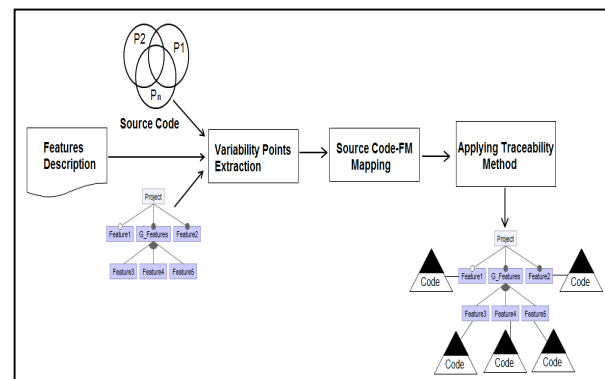 P2
P1
Pn
Source Code
Features
Description
Variability Points
Extraction
Source Code-FM
Mapping
Applying Traceability
Method
Project
Feature1
G_Features
Feature2
Feature3
Feature4
Feature5
Project
Feature1
G_Features
Feature2
Code
Code
Feature3
Feature4
Feature5
Code
Code
Code